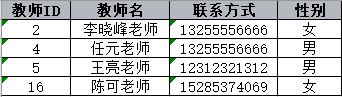 教师ID 教师名 联系方式 性别
2 李晓峰老师 13255556666 女
4 任元老师 13255556666 男
5 王亮老师 12312321312 男
16 陈可老师 15285374069 女